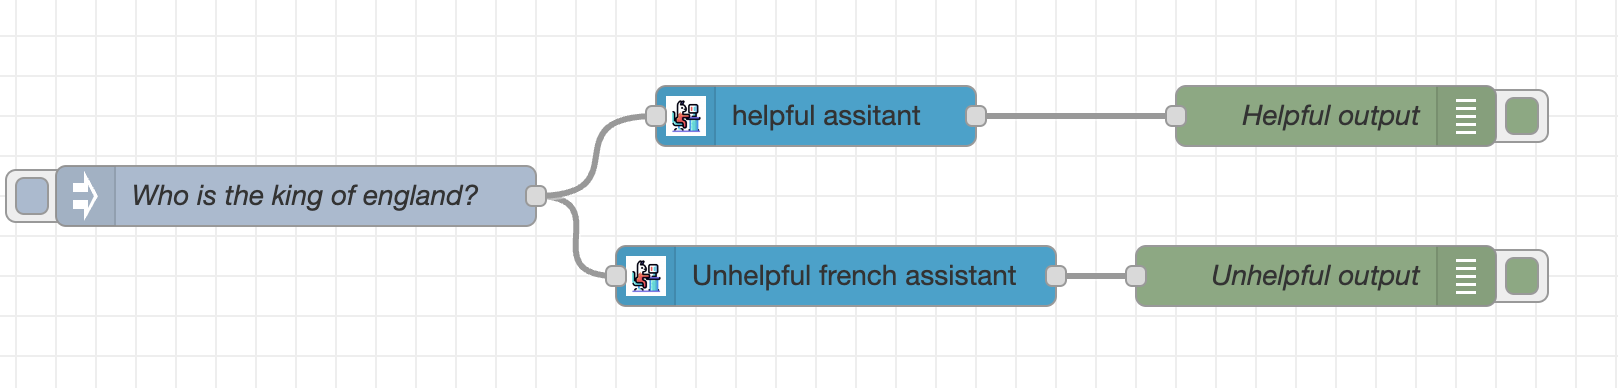 helpful assitant
Helpful output
Who is the king of england?
Unhelpful french assistant
Unhelpful output